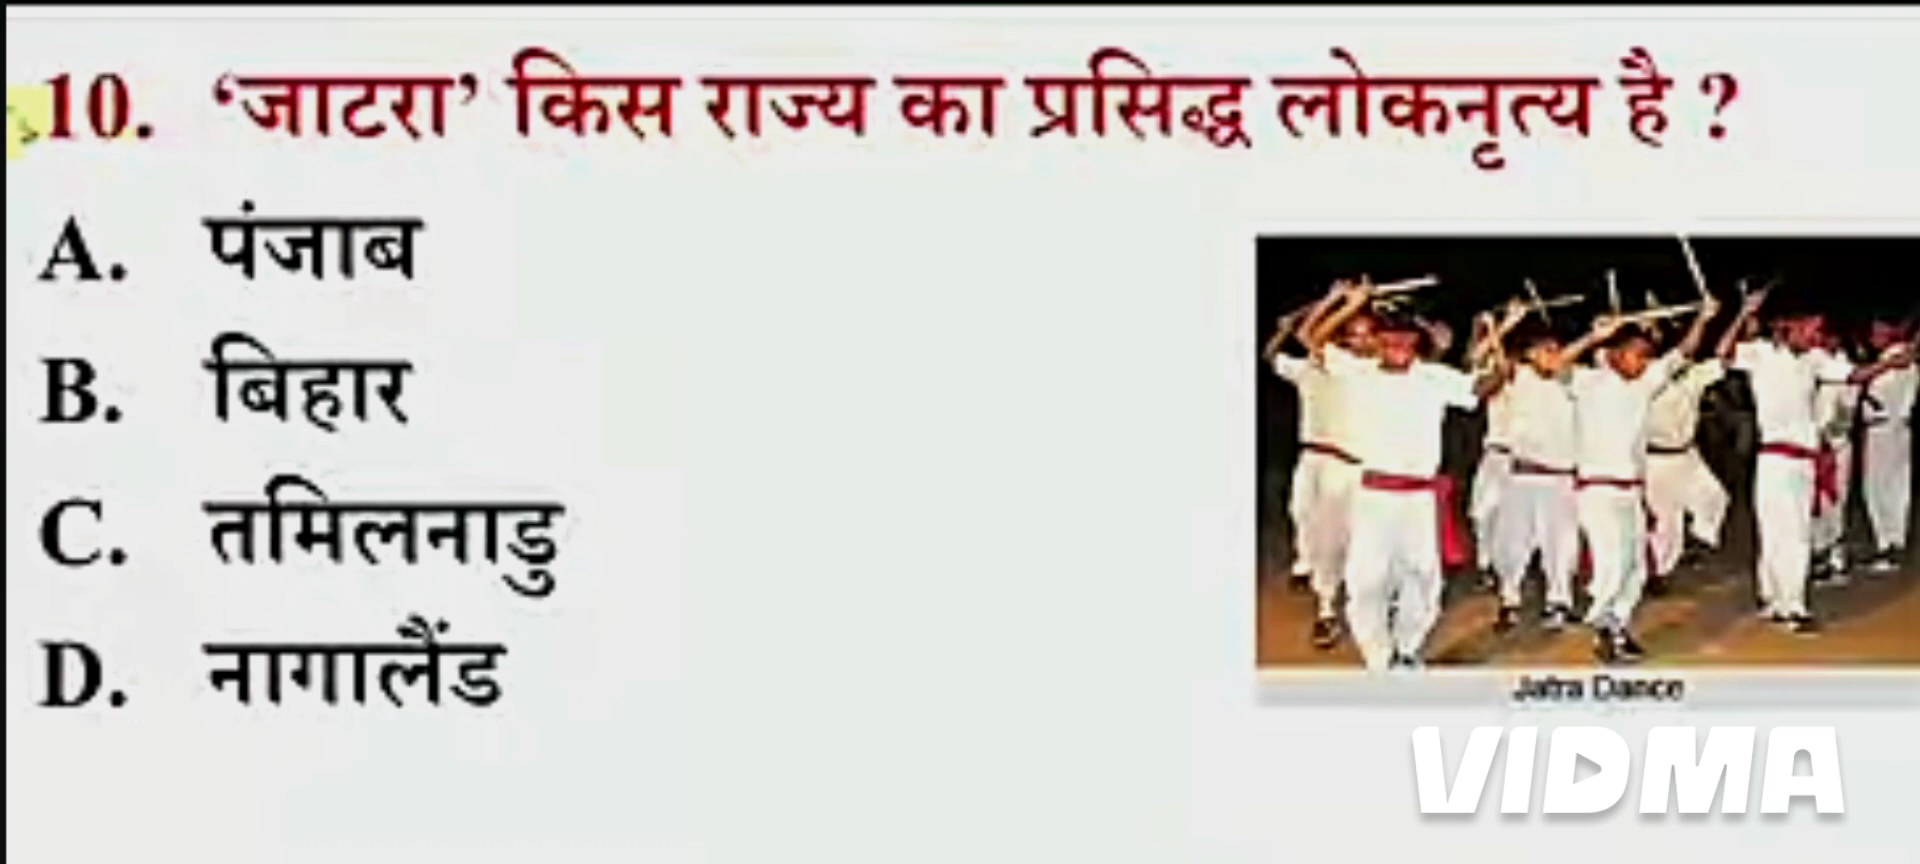 10. ‘जाटरा’ किस राज्य का प्रसिद्ध लोकनृत्य है ?
A. पंजाब
B. बिहार
C. तमिलनाडु
D. नागालैंड
Jatra Dance
VIDMA